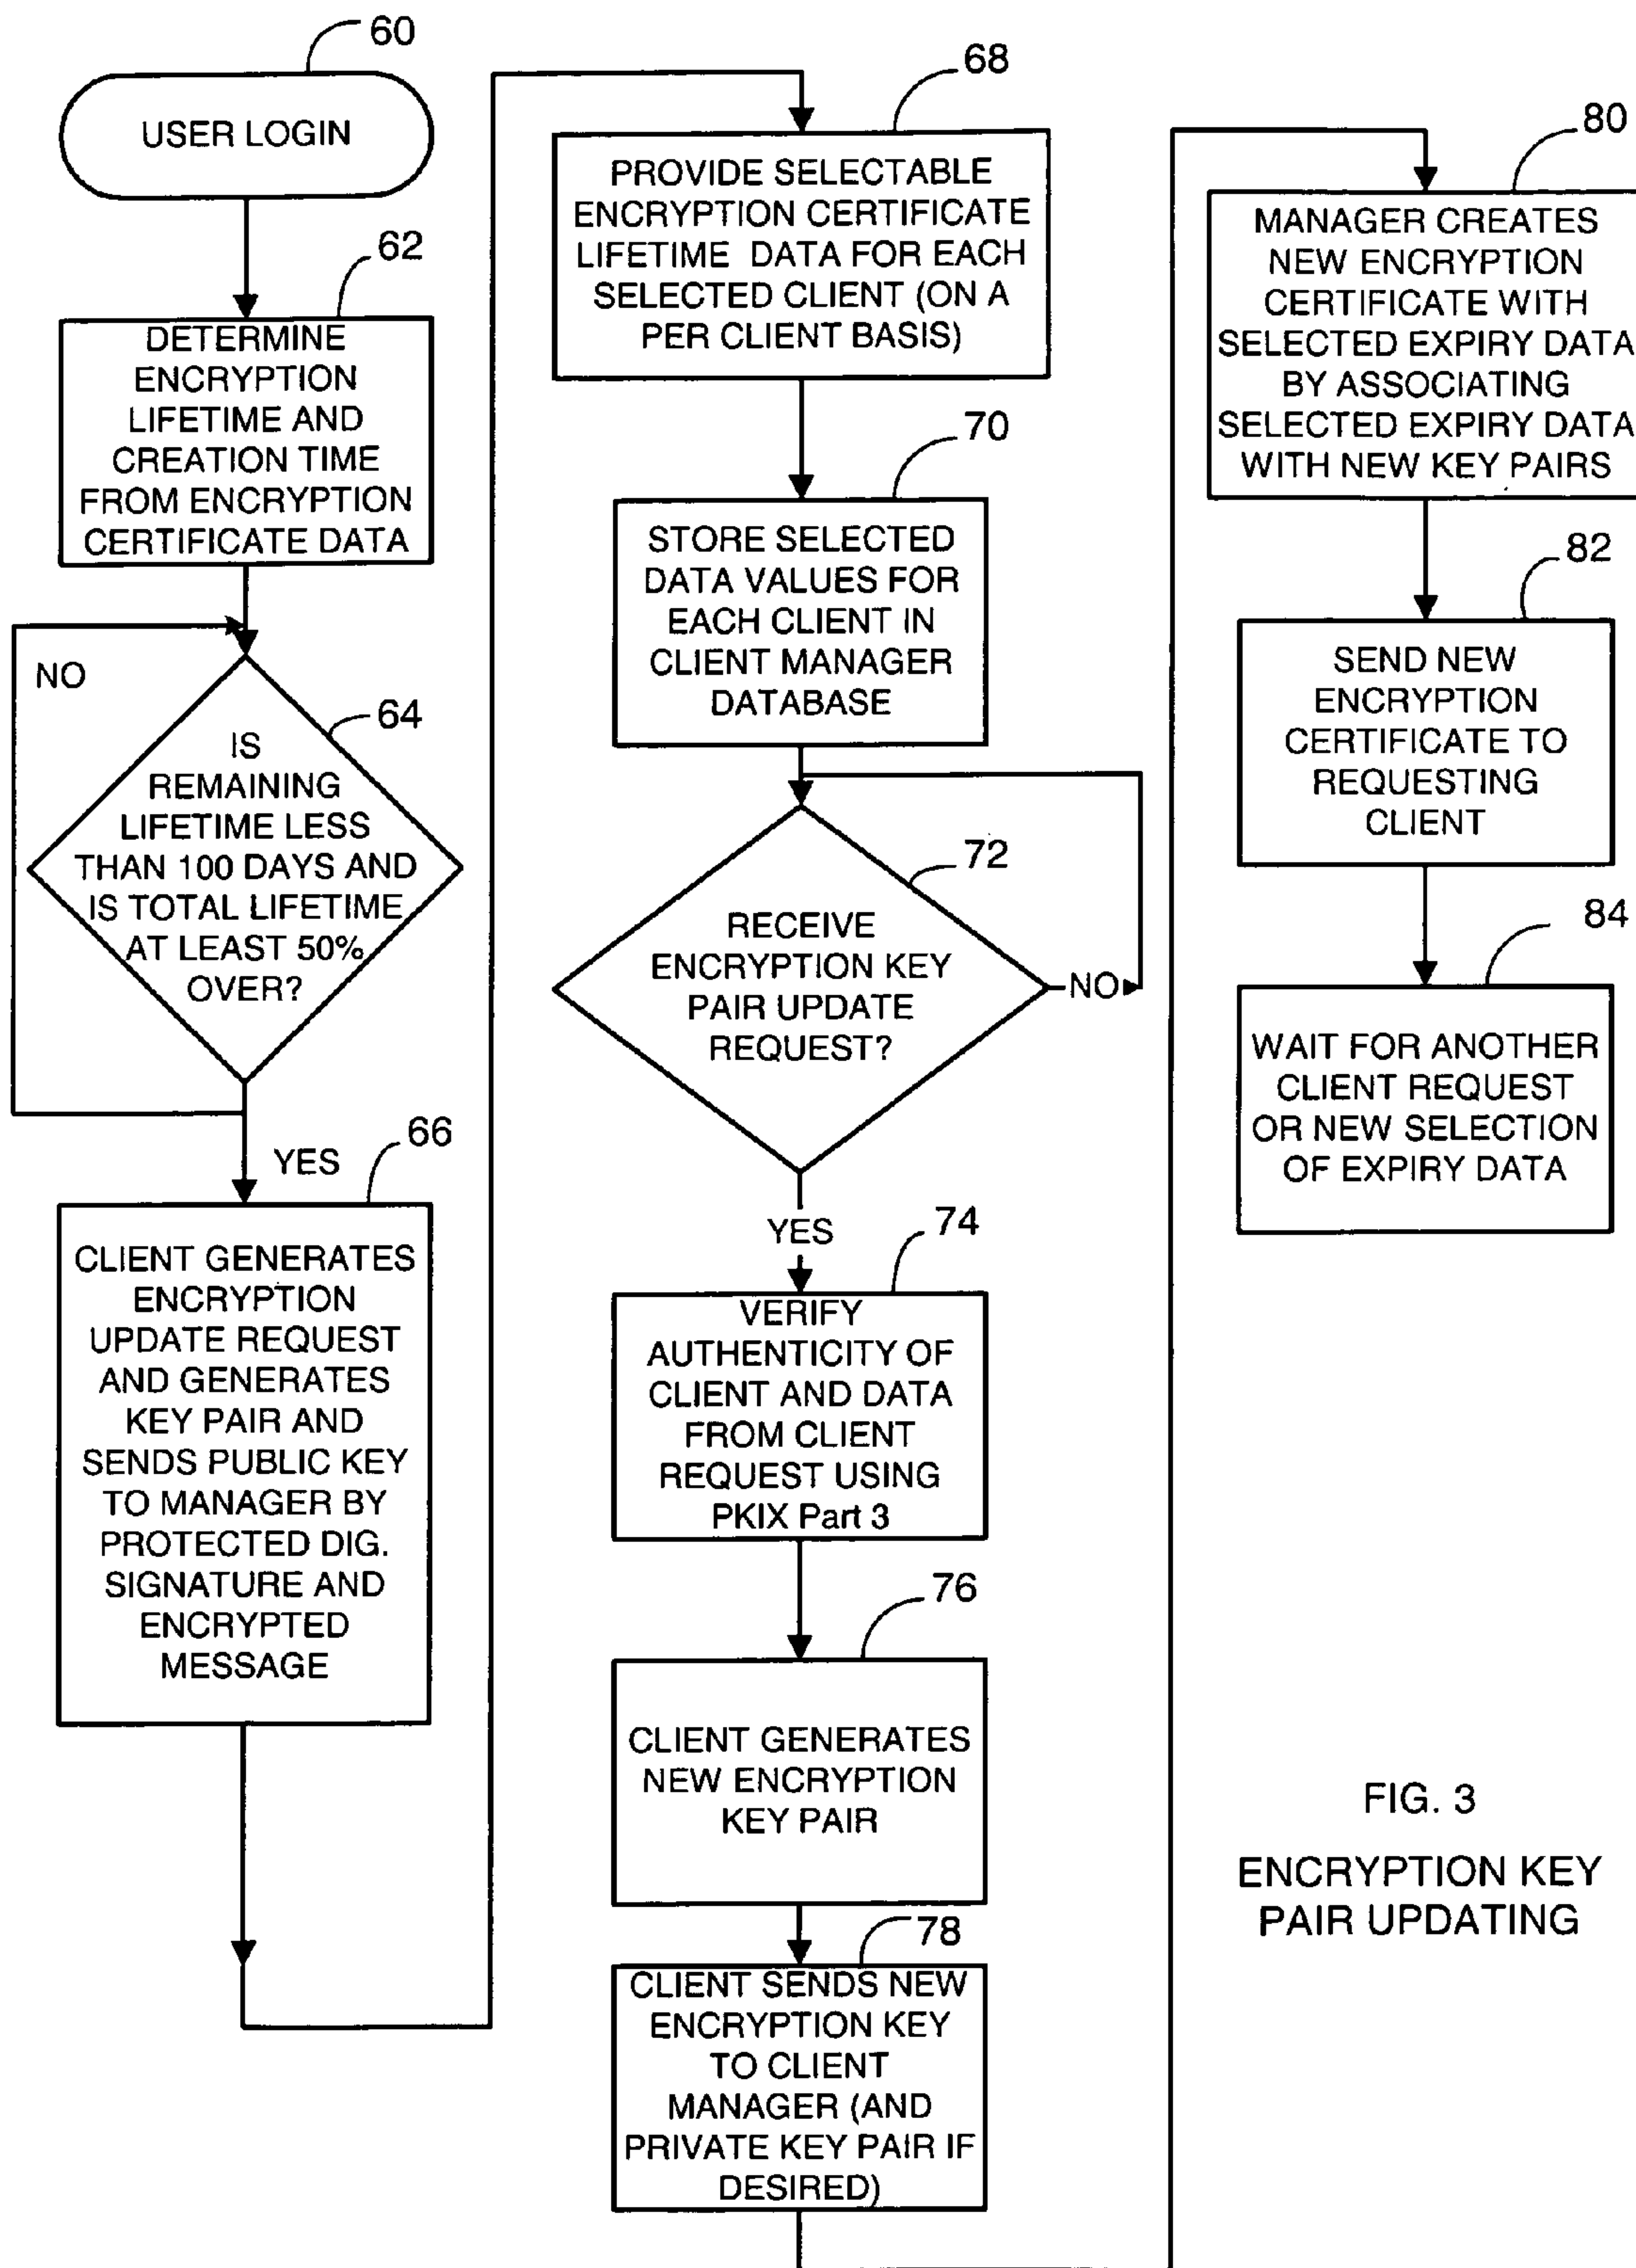 60
USER LOGIN
62
DETERMINE
ENCRYPTION
LIFETIME AND
CREATION TIME
FROM ENCRYPTION
CERTIFICATE DATA
NO
64
IS
REMAINING
LIFETIME LESS
THAN 100 DAYS AND
IS TOTAL LIFETIME
AT LEAST 50%
OVER?
YES
66
CLIENT GENERATES
ENCRYPTION
UPDATE REQUEST
AND GENERATES
KEY PAIR AND
SENDS PUBLIC KEY
TO MANAGER BY
PROTECTED DIG.
SIGNATURE AND
ENCRYPTED
MESSAGE
68
PROVIDE SELECTABLE
ENCRYPTION CERTIFICATE
LIFETIME DATA FOR EACH
SELECTED CLIENT (ON A
PER CLIENT BASIS)
70
STORE SELECTED
DATA VALUES FOR
EACH CLIENT IN
CLIENT MANAGER
DATABASE
72
RECEIVE
ENCRYPTION KEY
PAIR UPDATE
REQUEST?
NO
YES
74
VERIFY
AUTHENTICITY OF
CLIENT AND DATA
FROM CLIENT
REQUEST USING
PKIX Part 3
76
CLIENT GENERATES
NEW ENCRYPTION
KEY PAIR
78
CLIENT SENDS NEW
ENCRYPTION KEY
TO CLIENT
MANAGER (AND
PRIVATE KEY PAIR IF
DESIRED)
80
MANAGER CREATES
NEW ENCRYPTION
CERTIFICATE WITH
SELECTED EXPIRY DATA
BY ASSOCIATING
SELECTED EXPIRY DATA
WITH NEW KEY PAIRS
82
SEND NEW
ENCRYPTION
CERTIFICATE TO
REQUESTING
CLIENT
84
WAIT FOR ANOTHER
CLIENT REQUEST
OR NEW SELECTION
OF EXPIRY DATA
FIG. 3
ENCRYPTION KEY
PAIR UPDATING